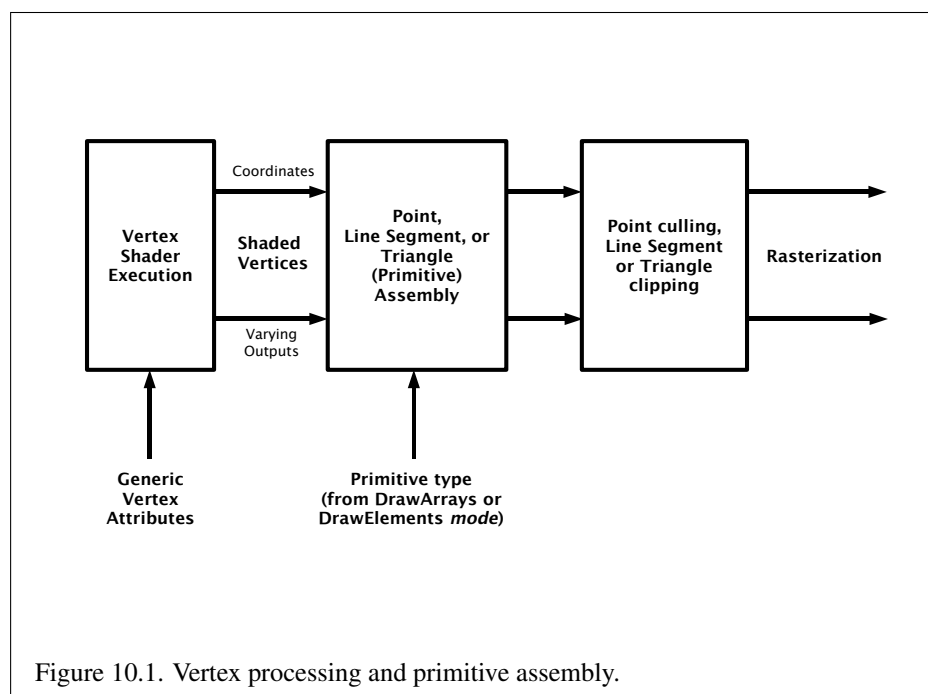 Coordinates
Vertex
Shader
Execution
Shaded
Vertices
Varying
Outputs
Point,
Line Segment, or
Triangle
(Primitive)
Assembly
Point culling,
Line Segment
or Triangle
clipping
Rasterization
Generic
Vertex
Attributes
Primitive type
(from DrawArrays or
DrawElements mode)
Figure 10.1. Vertex processing and primitive assembly.